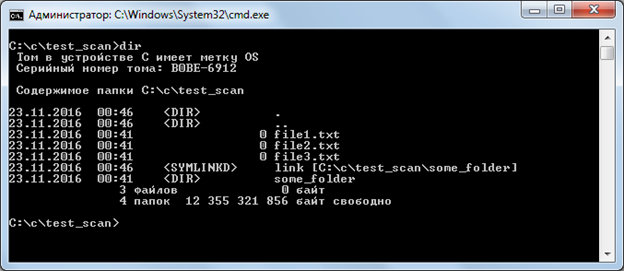 Администратор: C:\Windows\System32\cmd.exe
C:\c\test_scan>dir
Том в устройстве C имеет метку OS
Серийный номер тома: B0BE-6912
Содержимое папки C:\c\test_scan
23.11.2016 00:46 <DIR> .
23.11.2016 00:46 <DIR> ..
23.11.2016 00:41 0 file1.txt
23.11.2016 00:41 0 file2.txt
23.11.2016 00:41 0 file3.txt
23.11.2016 00:46 <SYMLINKD> link [C:\c\test_scan\some_folder]
23.11.2016 00:41 <DIR> some_folder
3 файлов 0 байт
4 папок 12 355 321 856 байт свободно
C:\c\test_scan>